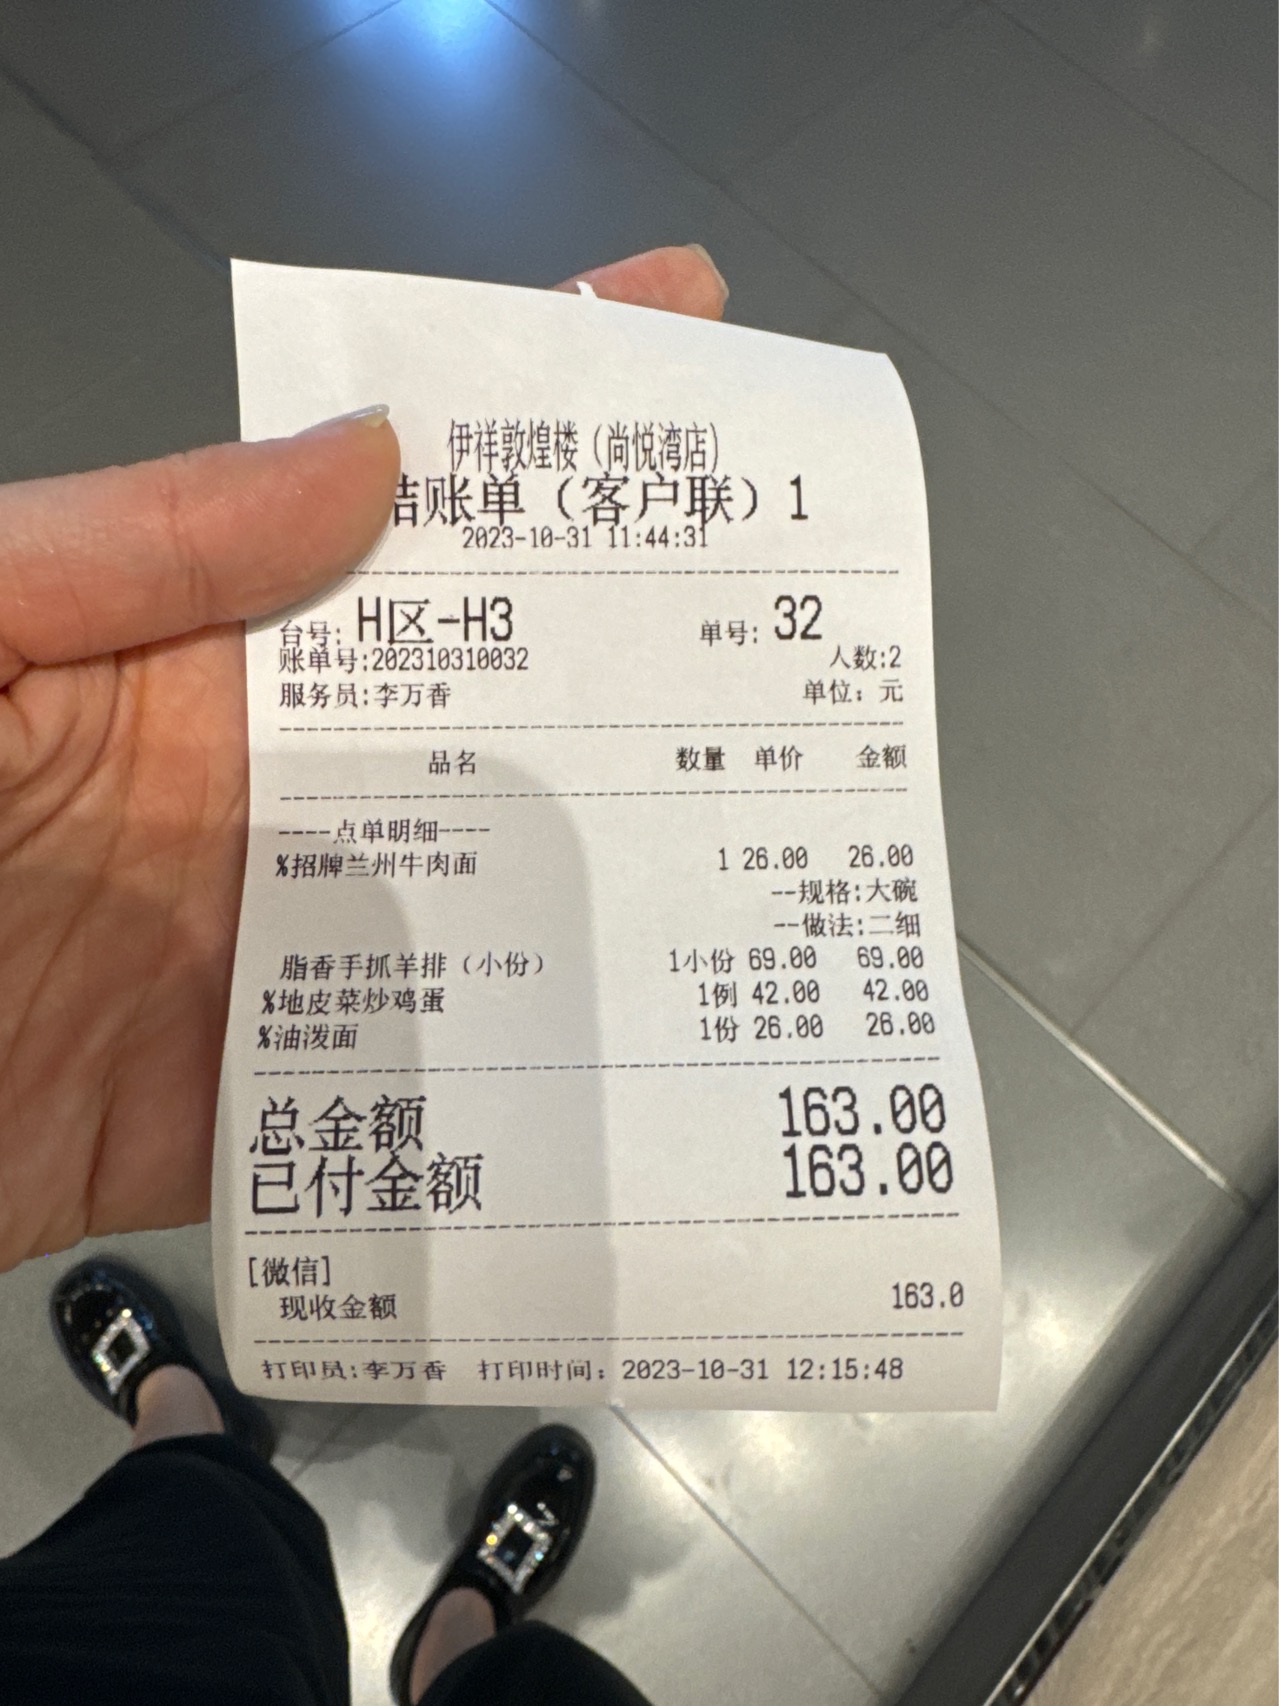 伊祥敦煌楼（尚悦湾店）
结账单（客户联）1
2023-10-31 11:44:31
台号: H区-H3 单号: 32
账单号:202310310032 人数:2
服务员:李万香 单位：元
品名 数量 单价 金额
----点单明细----
%招牌兰州牛肉面 1 26.00 26.00
--规格:大碗
--做法:二细
脂香手抓羊排（小份） 1小份 69.00 69.00
%地皮菜炒鸡蛋 1例 42.00 42.00
%油泼面 1份 26.00 26.00
总金额 163.00
已付金额 163.00
[微信]
现收金额 163.0
打印员:李万香 打印时间：2023-10-31 12:15:48